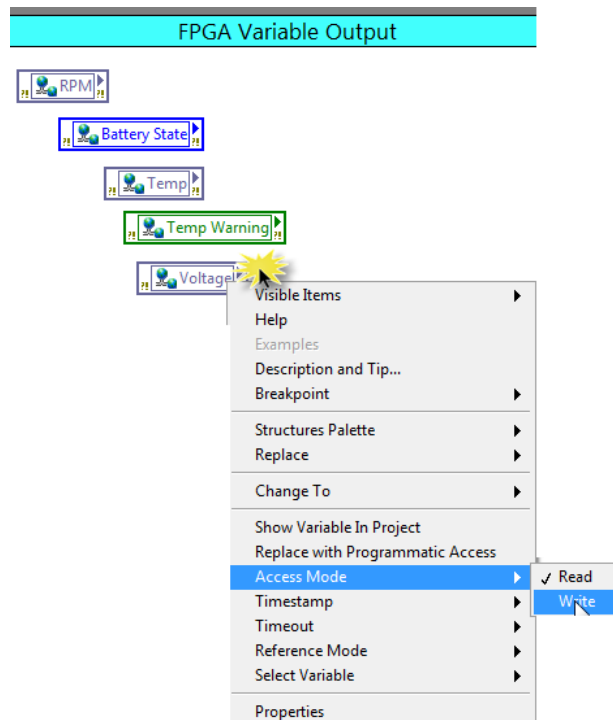 FPGA Variable Output
RPM
Battery State
Temp
Temp Warning
Voltage
Visible Items
Help
Examples
Description and Tip...
Breakpoint
Structures Palette
Replace
Change To
Show Variable In Project
Replace with Programmatic Access
Access Mode
✓ Read
Write
Timestamp
Timeout
Reference Mode
Select Variable
Properties